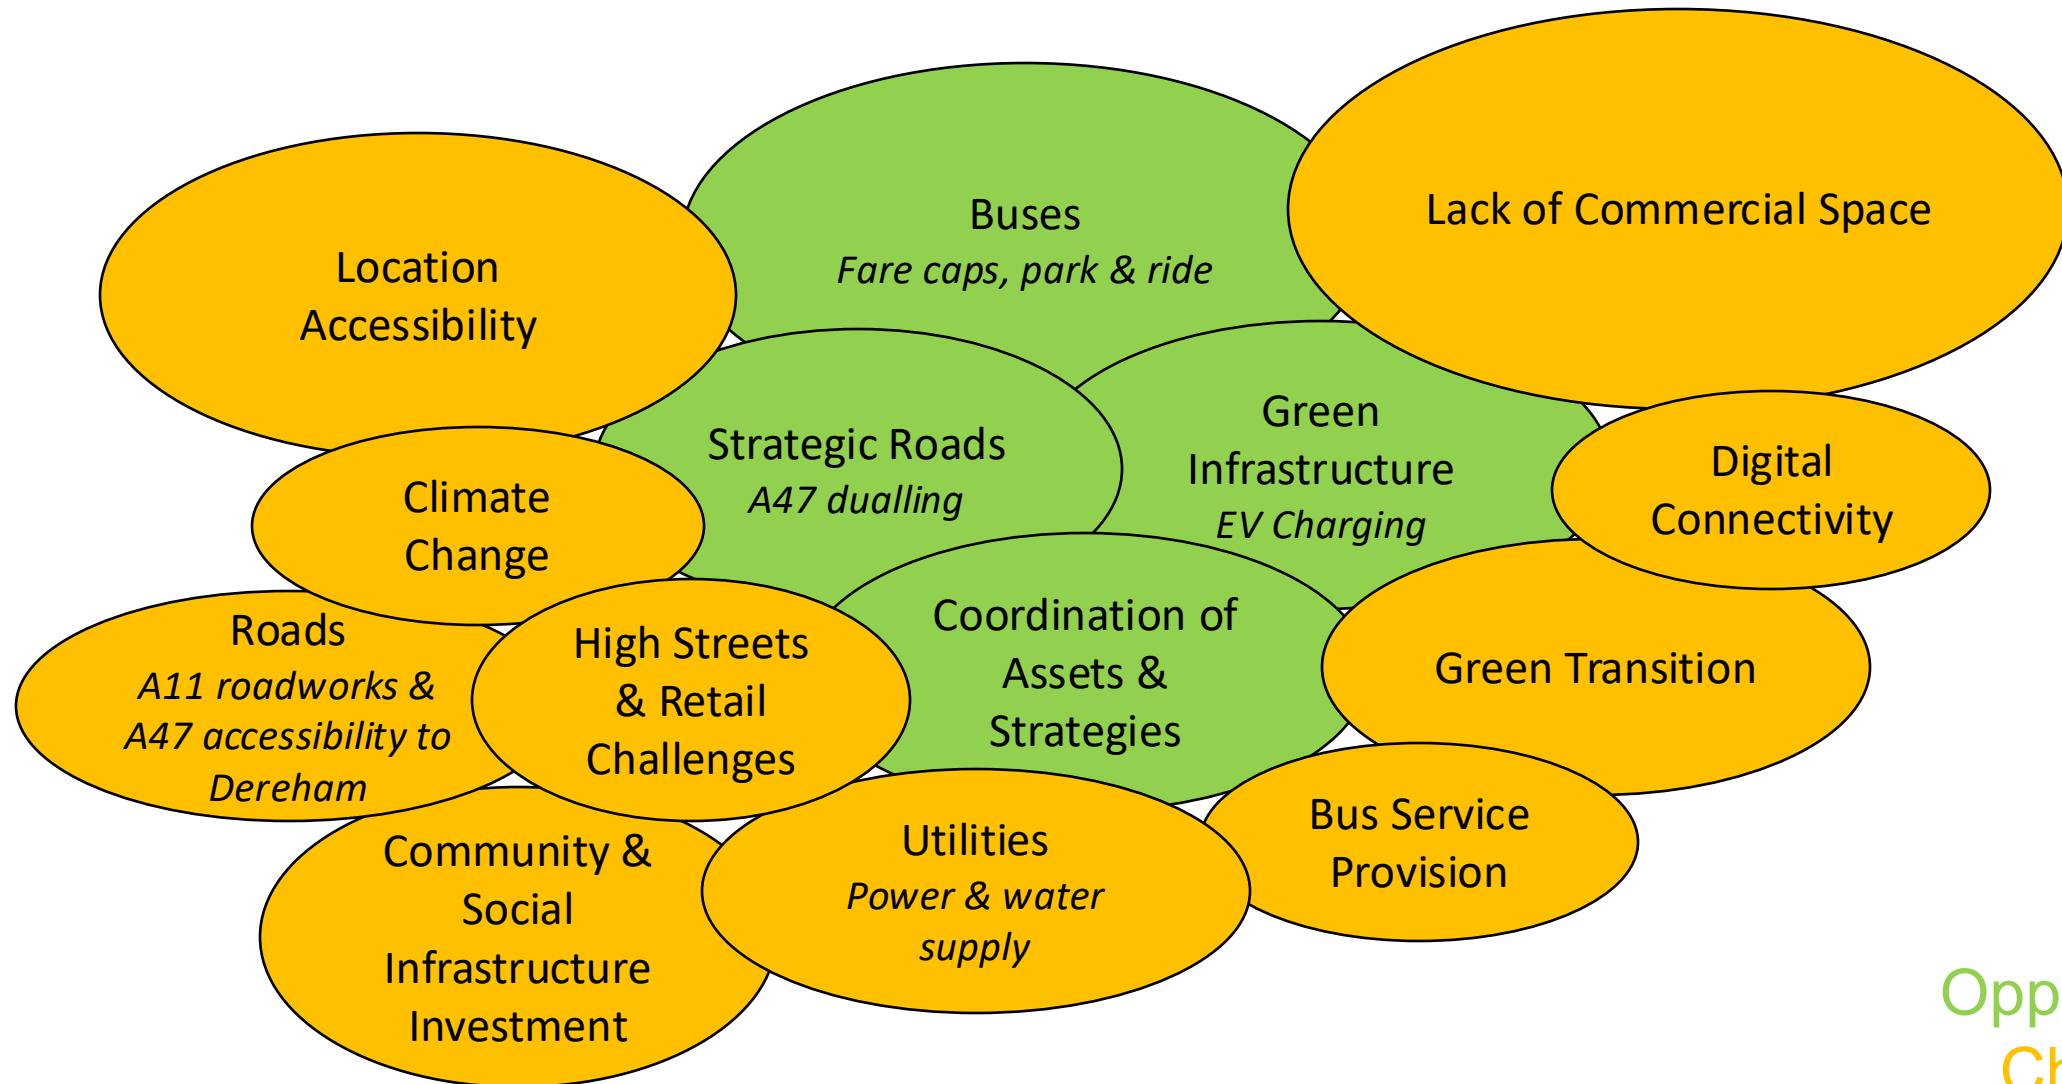 Buses
Fare caps, park & ride
Lack of Commercial Space
Location
Accessibility
Strategic Roads
A47 dualling
Green
Infrastructure
EV Charging
Digital
Connectivity
Climate
Change
Roads
A11 roadworks &
A47 accessibility to
Dereham
High Streets
& Retail
Challenges
Coordination of
Assets &
Strategies
Green Transition
Community &
Social
Infrastructure
Investment
Utilities
Power & water
supply
Bus Service
Provision
Opp
Ch